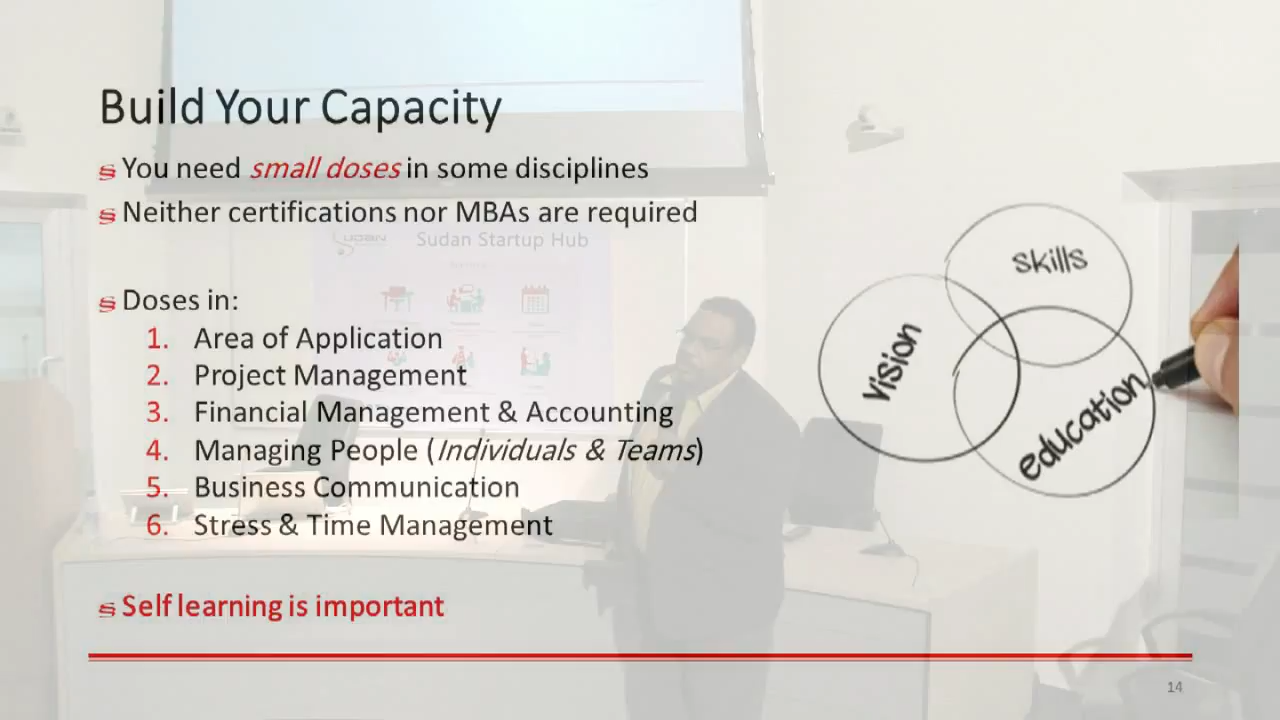 Build Your Capacity
You need small doses in some disciplines
Neither certifications nor MBAs are required
Sudan
Sudan Startup Hub
Doses in:
1. Area of Application
2. Project Management
3. Financial Management & Accounting
4. Managing People (Individuals & Teams)
5. Business Communication
6. Stress & Time Management
Self learning is important
skills
vision
education
14